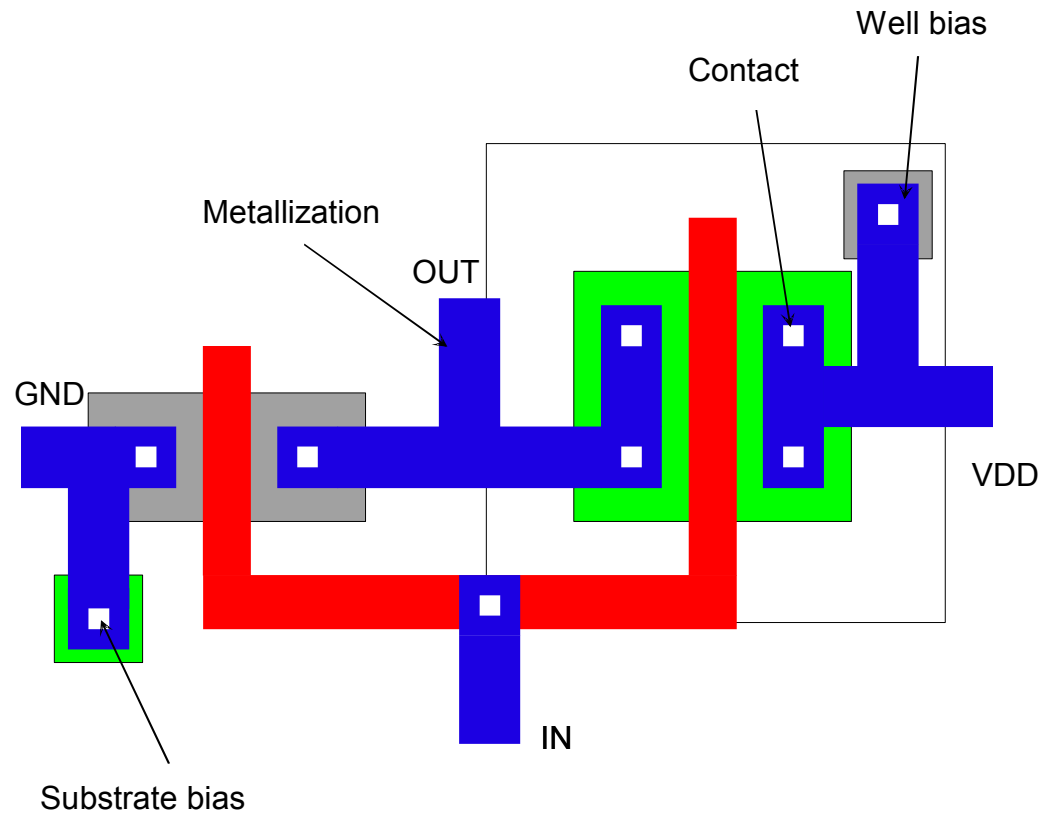 Well bias
Contact
Metallization
OUT
GND
VDD
IN
Substrate bias